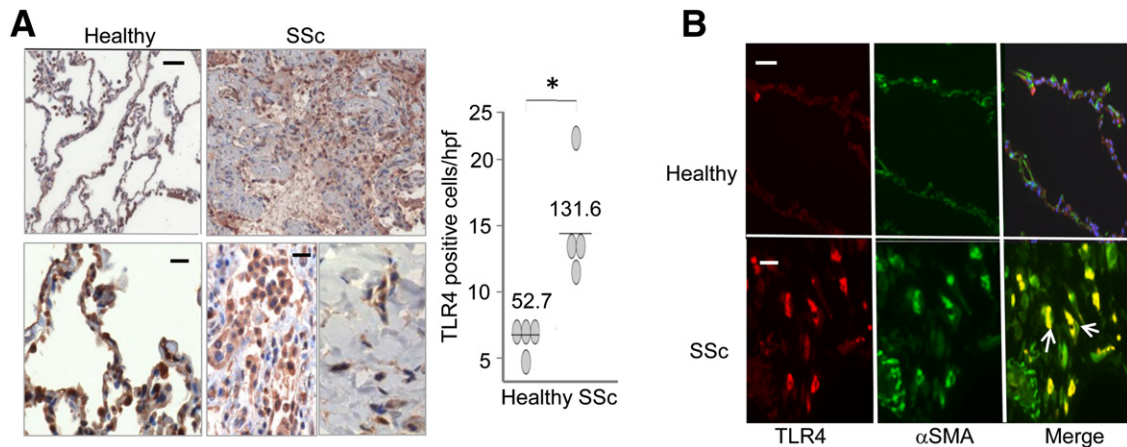 A
Healthy SSc
TLR4 positive cells/hpf
*
25
20
15
10
5
131.6
52.7
Healthy SSc
B
Healthy
SSc
TLR4 αSMA Merge